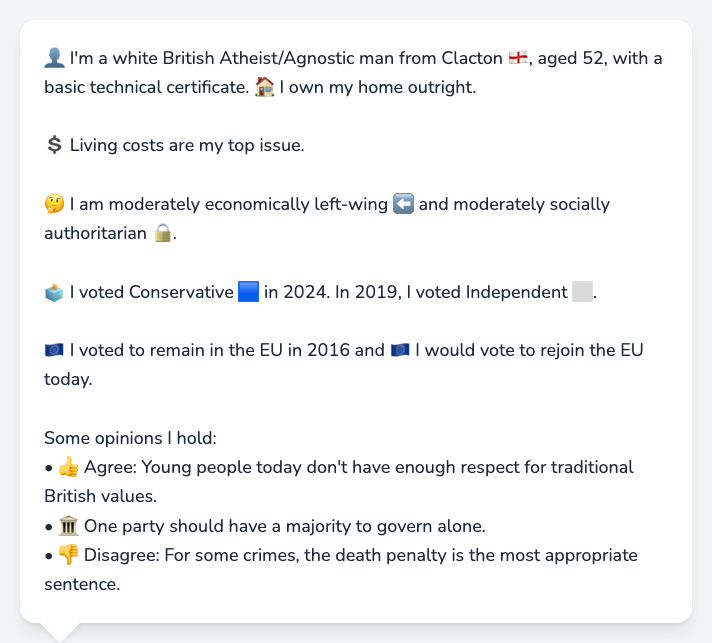 👤 I'm a white British Atheist/Agnostic man from Clacton 🏴󠁧󠁢󠁥󠁮󠁧󠁿, aged 52, with a
basic technical certificate. 🏠 I own my home outright.
💲 Living costs are my top issue.
🤔 I am moderately economically left-wing ⬅️ and moderately socially
authoritarian 🔒.
🗳️ I voted Conservative 🟦 in 2024. In 2019, I voted Independent ⬜.
🇪🇺 I voted to remain in the EU in 2016 and 🇪🇺 I would vote to rejoin the EU
today.
Some opinions I hold:
• 👍 Agree: Young people today don't have enough respect for traditional
British values.
• 🏛️ One party should have a majority to govern alone.
• 👎 Disagree: For some crimes, the death penalty is the most appropriate
sentence.